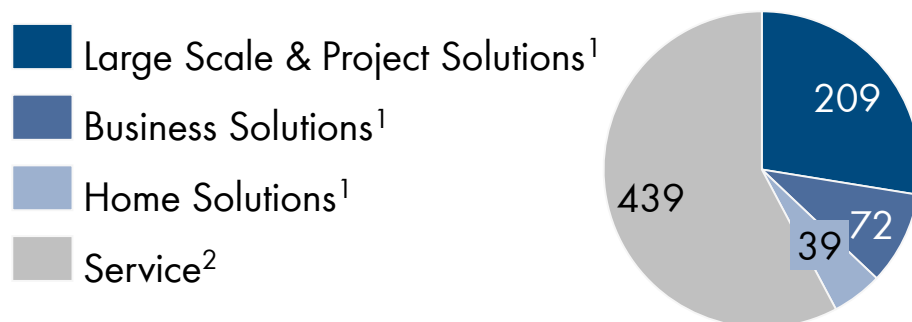 Large Scale & Project Solutions¹
Business Solutions¹
Home Solutions¹
Service²
209
72
39
439